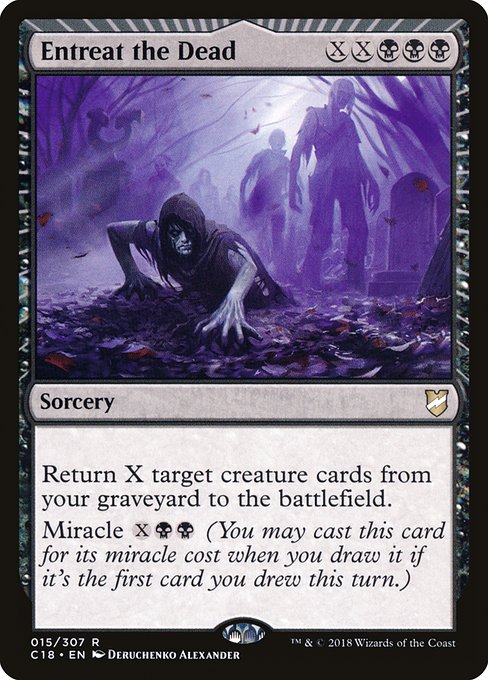 Entreat the Dead XX
Sorcery
Return X target creature cards from
your graveyard to the battlefield.
Miracle X (You may cast this card
for its miracle cost when you draw it if
it's the first card you drew this turn.)
015/307 R
™ & © 2018 Wizards of the Coast
C18 • EN Deruchenko Alexander